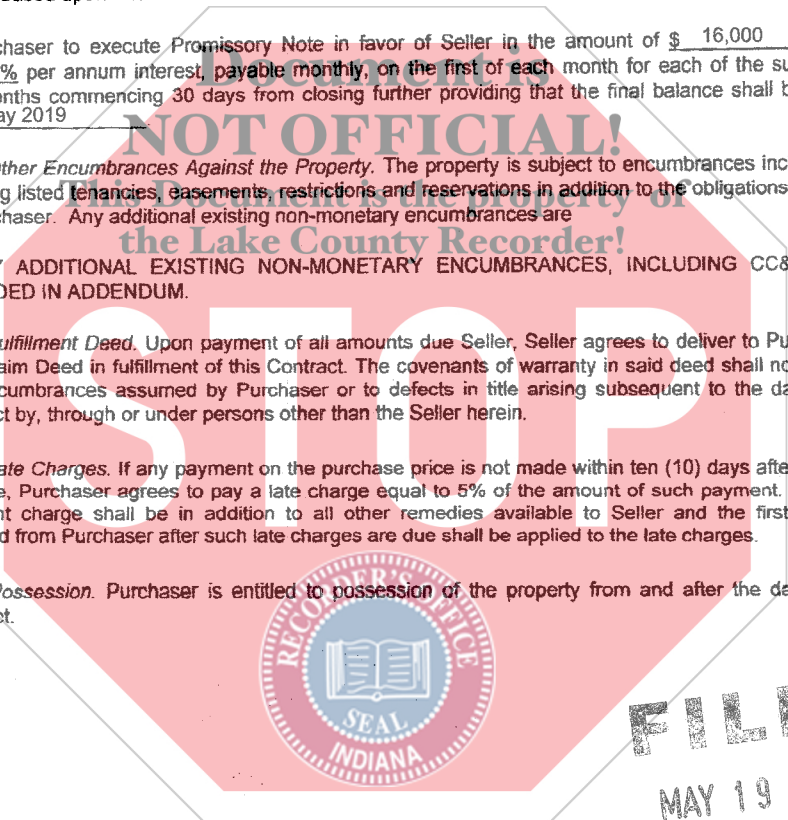 chaser to execute Promissory Note in favor of Seller in the amount of $ 16,000
% per annum interest, payable monthly, on the first of each month for each of the su
onths commencing 30 days from closing further providing that the final balance shall b
ay 2019
Document is
NOT OFFICIAL!
This Document is the property of
the Lake County Recorder!
ther Encumbrances Against the Property. The property is subject to encumbrances inc
g listed tenancies, easements, restrictions and reservations in addition to the obligations
chaser. Any additional existing non-monetary encumbrances are
Y ADDITIONAL EXISTING NON-MONETARY ENCUMBRANCES, INCLUDING CC&
DED IN ADDENDUM.
STOP
ulfillment Deed. Upon payment of all amounts due Seller, Seller agrees to deliver to Pu
aim Deed in fulfillment of this Contract. The covenants of warranty in said deed shall no
cumbrances assumed by Purchaser or to defects in title arising subsequent to the da
ct by, through or under persons other than the Seller herein.
ate Charges. If any payment on the purchase price is not made within ten (10) days afte
e, Purchaser agrees to pay a late charge equal to 5% of the amount of such payment.
nt charge shall be in addition to all other remedies available to Seller and the first
d from Purchaser after such late charges are due shall be applied to the late charges.
ossession. Purchaser is entitled to possession of the property from and after the da
ct.
RECORDER'S OFFICE
SEAL
INDIANA
FIL
MAY 19